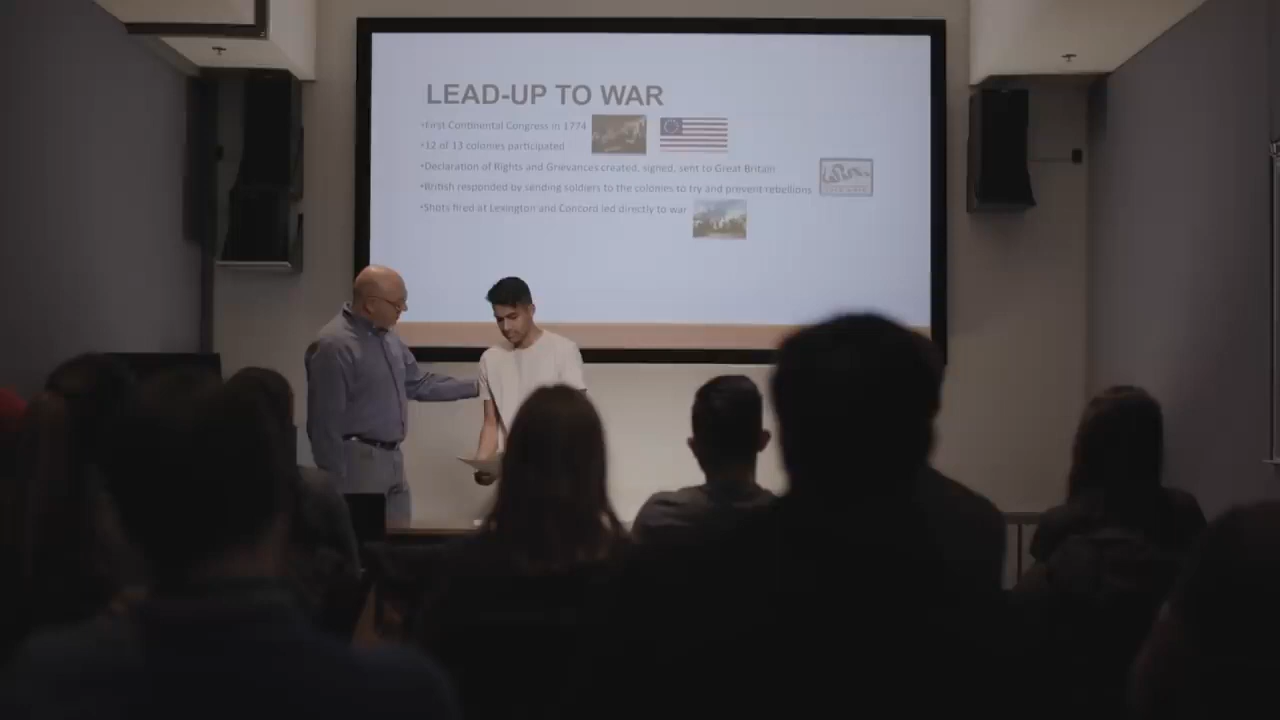 LEAD-UP TO WAR
•First Continental Congress in 1774
•12 of 13 colonies participated
•Declaration of Rights and Grievances created, signed, sent to Great Britain
•British responded by sending soldiers to the colonies to try and prevent rebellions
•Shots fired at Lexington and Concord led directly to war